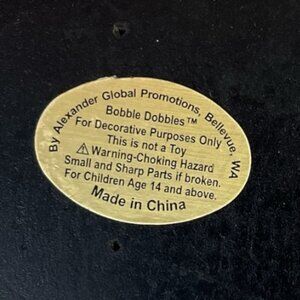 By Alexander Global Promotions, Bellevue, WA
Bobble Dobbles™
For Decorative Purposes Only
This is not a Toy
⚠Warning-Choking Hazard
Small and Sharp Parts if broken.
For Children Age 14 and above.
Made in China